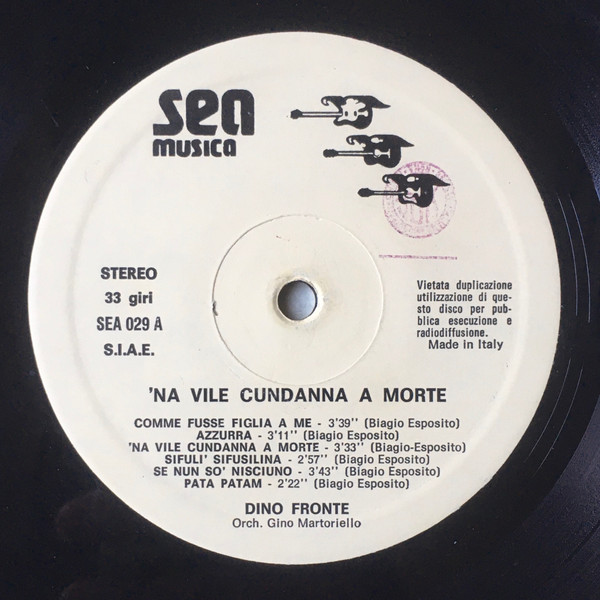 sea
musica
STEREO
33 giri
SEA 029 A
S.I.A.E.
Vietata duplicazione
utilizzazione di que-
sto disco per pub-
blica esecuzione e
radiodiffusione.
Made in Italy
'NA VILE CUNDANNA A MORTE
COMME FUSSE FIGLIA A ME - 3'39'' (Biagio Esposito)
AZZURRA - 3'11'' (Biagio Esposito)
'NA VILE CUNDANNA A MORTE - 3'33'' (Biagio-Esposito)
SIFULI' SIFUSILINA - 2'57'' (Biagio Esposito)
SE NUN SO' NISCIUNO - 3'43'' (Biagio Esposito)
PATA PATAM - 2'22'' (Biagio Esposito)
DINO FRONTE
Orch. Gino Martoriello